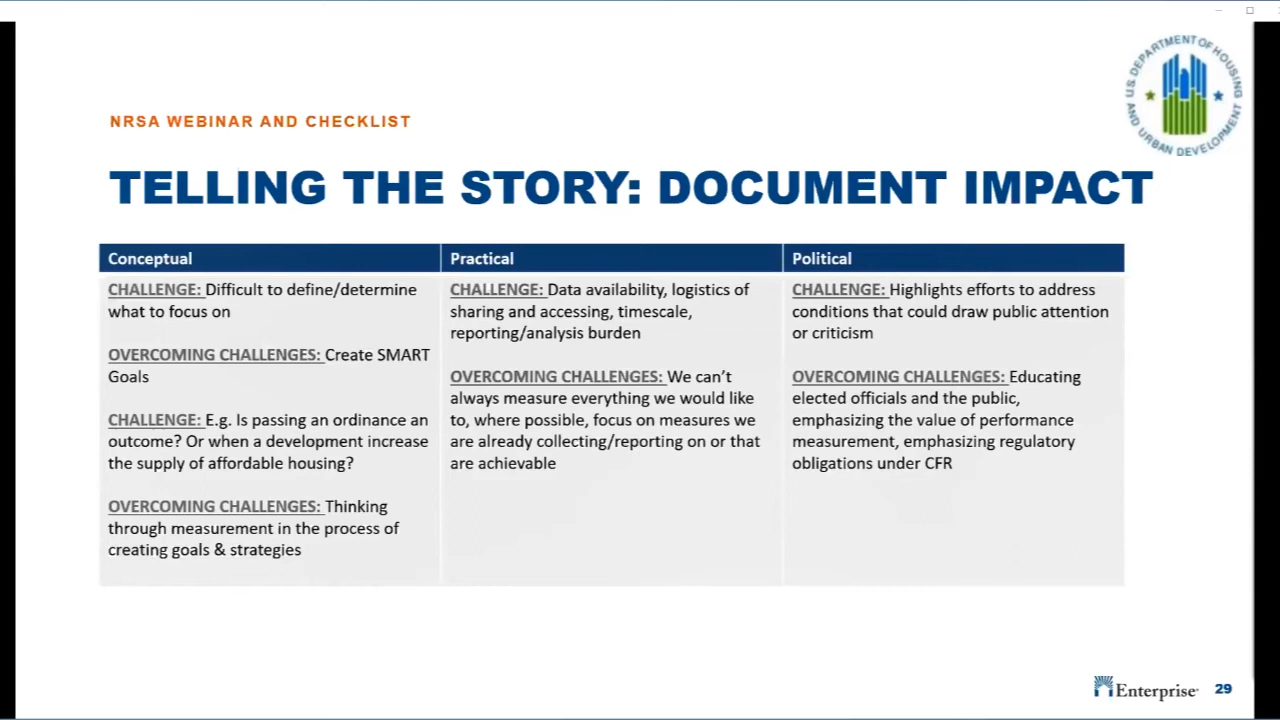 U.S. DEPARTMENT OF HOUSING
AND URBAN DEVELOPMENT
NRSA WEBINAR AND CHECKLIST
TELLING THE STORY: DOCUMENT IMPACT
Conceptual
CHALLENGE: Difficult to define/determine
what to focus on
OVERCOMING CHALLENGES: Create SMART
Goals
CHALLENGE: E.g. Is passing an ordinance an
outcome? Or when a development increase
the supply of affordable housing?
OVERCOMING CHALLENGES: Thinking
through measurement in the process of
creating goals & strategies
Practical
CHALLENGE: Data availability, logistics of
sharing and accessing, timescale,
reporting/analysis burden
OVERCOMING CHALLENGES: We can’t
always measure everything we would like
to, where possible, focus on measures we
are already collecting/reporting on or that
are achievable
Political
CHALLENGE: Highlights efforts to address
conditions that could draw public attention
or criticism
OVERCOMING CHALLENGES: Educating
elected officials and the public,
emphasizing the value of performance
measurement, emphasizing regulatory
obligations under CFR
Enterprise
29